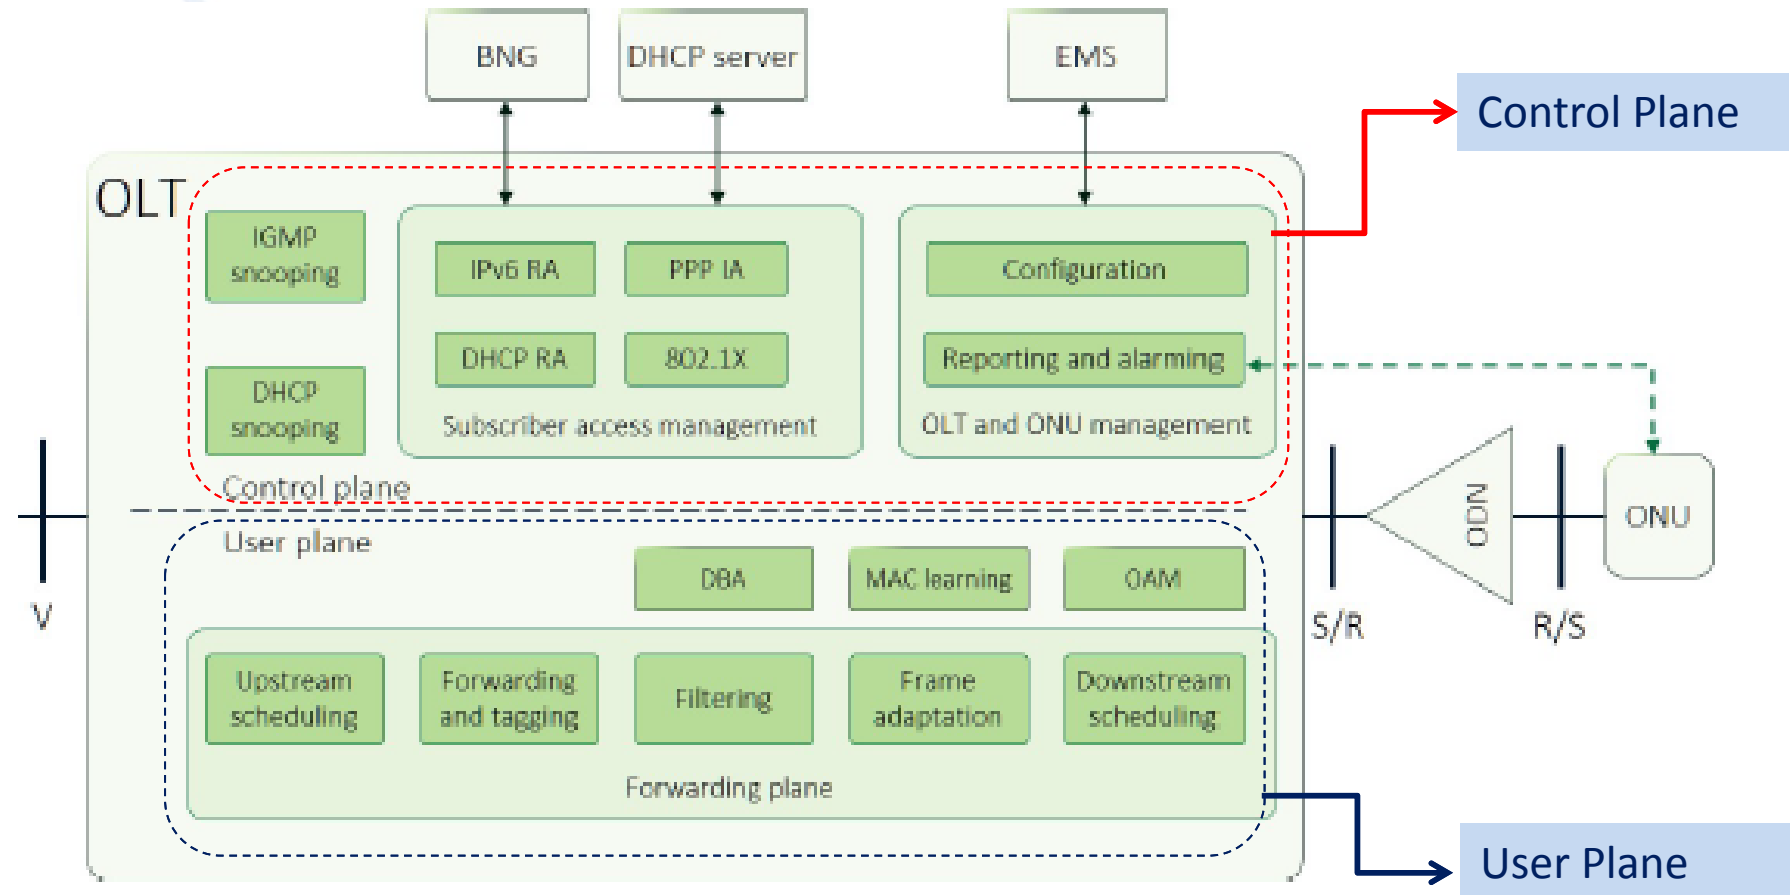 BNG
DHCP server
EMS
Control Plane
OLT
IGMP
snooping
IPv6 RA
PPP IA
Configuration
DHCP RA
802.1X
Reporting and alarming
DHCP
snooping
Subscriber access management
OLT and ONU management
Control plane
User plane
ODN
ONU
DBA
MAC learning
OAM
V
S/R
R/S
Upstream
scheduling
Forwarding
and tagging
Filtering
Frame
adaptation
Downstream
scheduling
Forwarding plane
User Plane